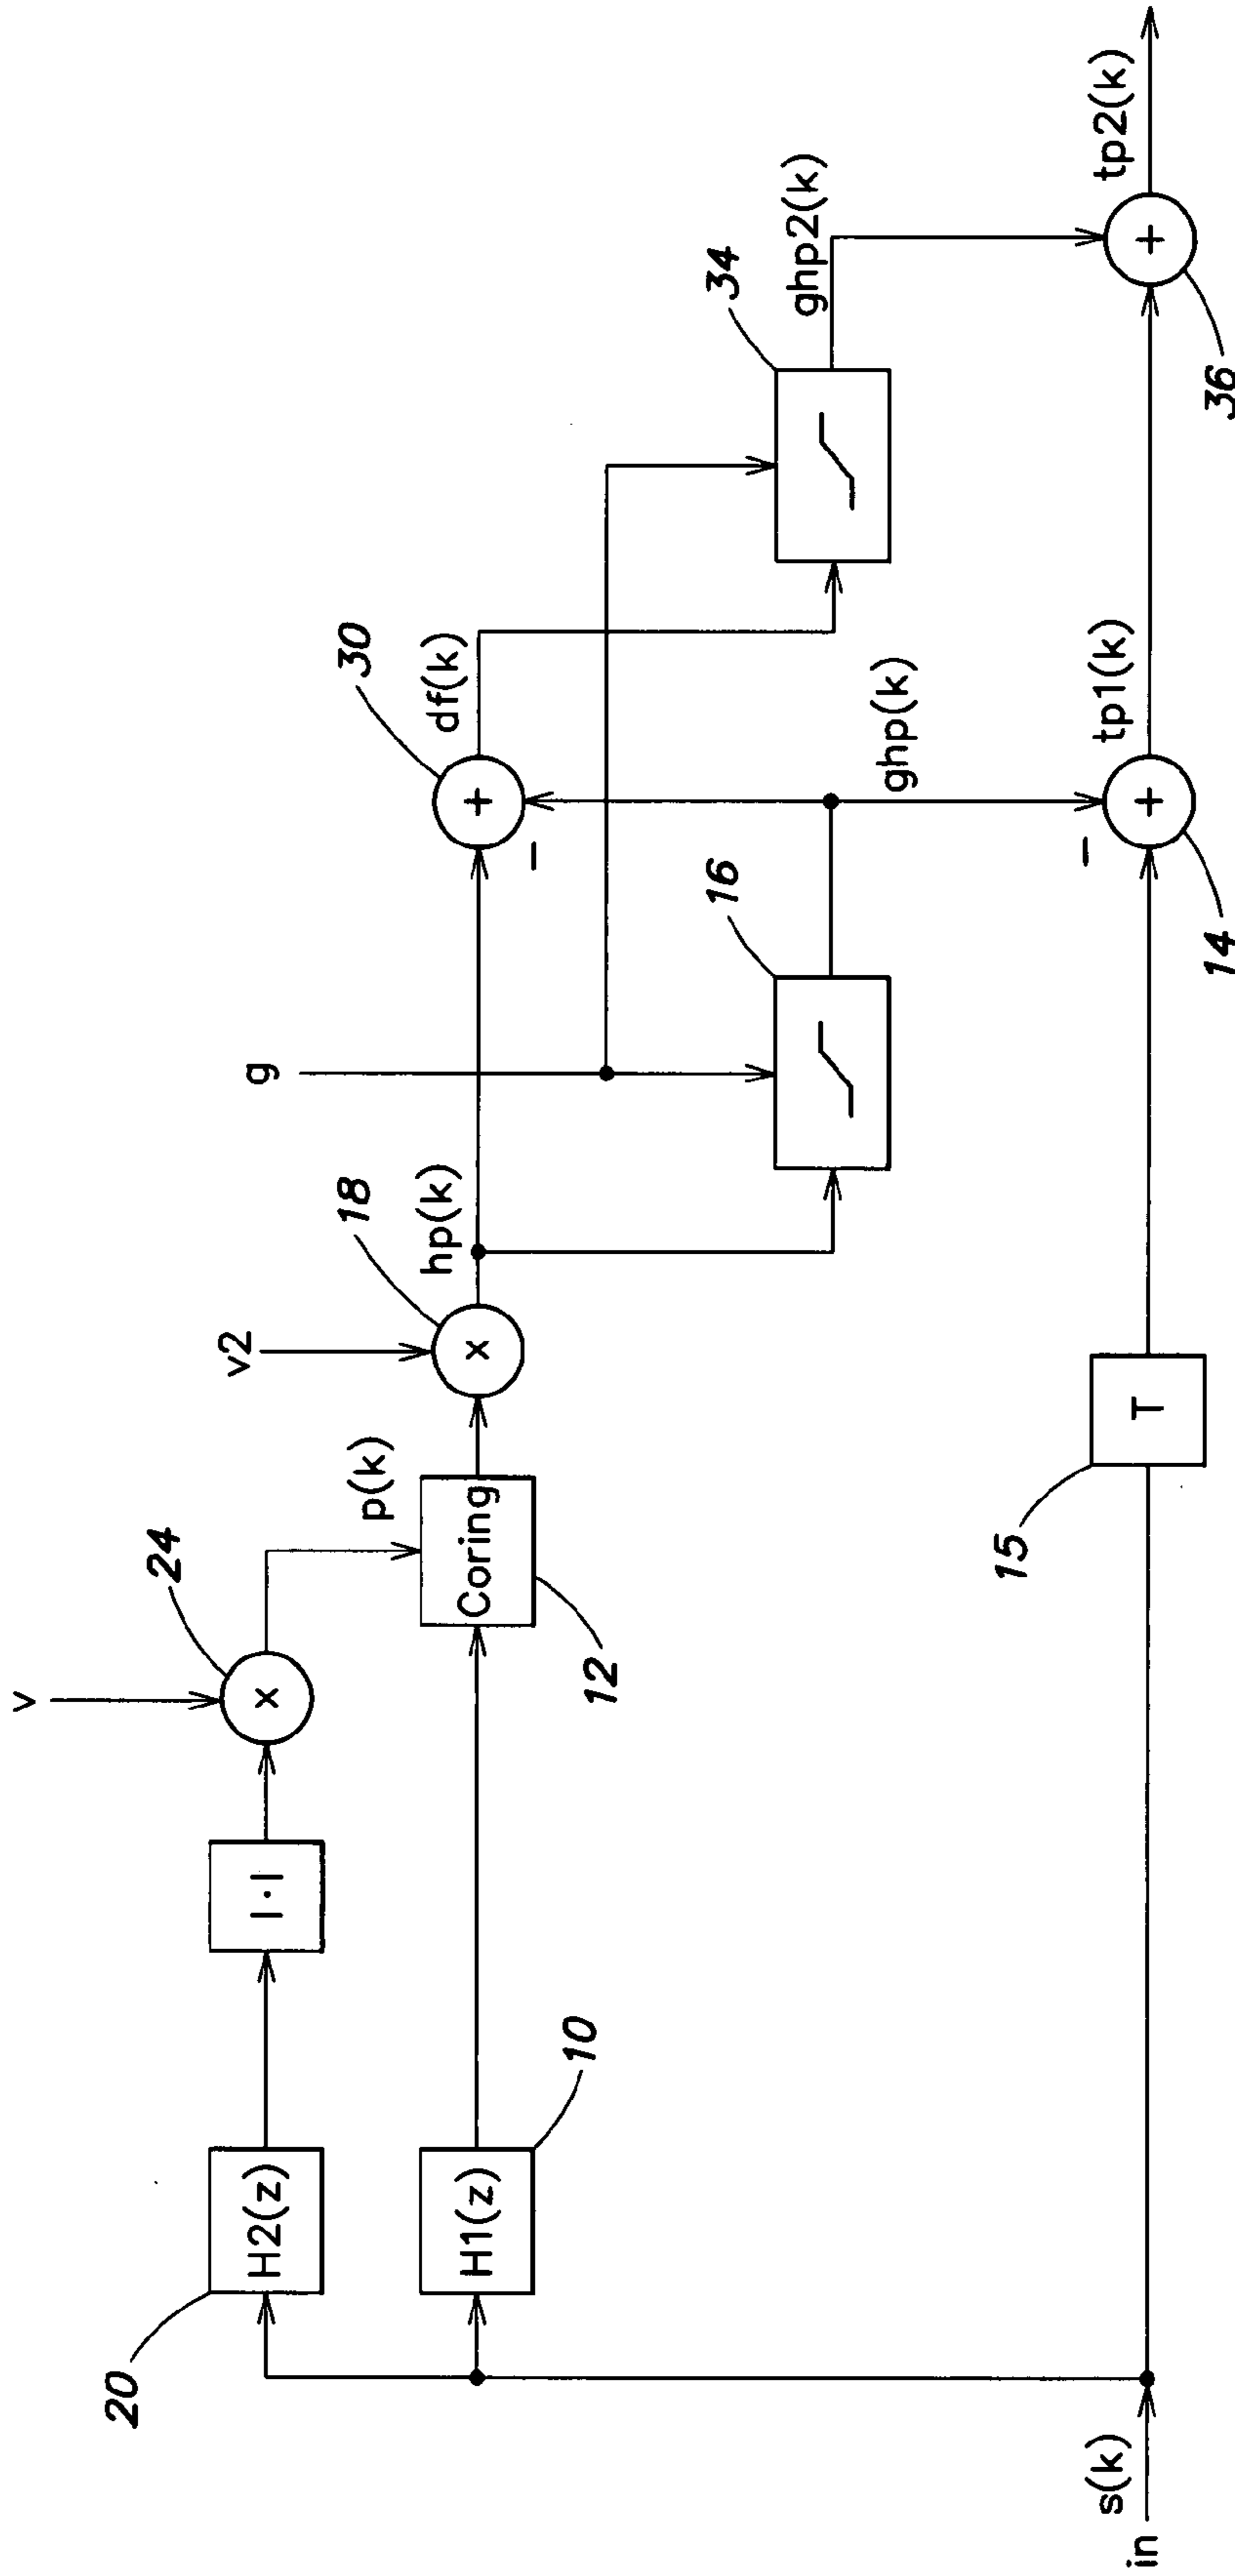 v
24
20
H2(z)
|·|
x
p(k)
v2
18
hp(k)
g
30
df(k)
H1(z)
10
Coring
12
x
+
−
16
34
ghp2(k)
ghp(k)
15
T
in
s(k)
−
+
14
tp1(k)
+
36
tp2(k)